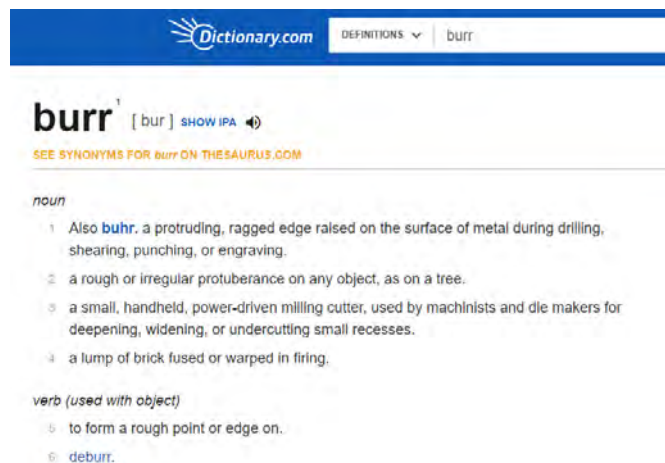 Dictionary.com DEFINITIONS burr
burr1 [ bur ] SHOW IPA
SEE SYNONYMS FOR burr ON THESAURUS.COM
noun
1 Also buhr. a protruding, ragged edge raised on the surface of metal during drilling,
shearing, punching, or engraving.
2 a rough or irregular protuberance on any object, as on a tree.
3 a small, handheld, power-driven milling cutter, used by machinists and die makers for
deepening, widening, or undercutting small recesses.
4 a lump of brick fused or warped in firing.
verb (used with object)
5 to form a rough point or edge on.
6 deburr.